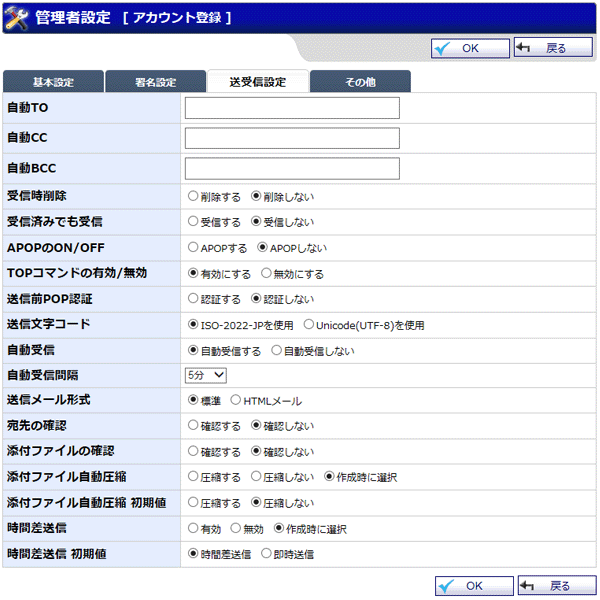 管理者設定 [ アカウント登録 ]
OK 戻る
基本設定 署名設定 送受信設定 その他
自動TO
自動CC
自動BCC
受信時削除 削除する 削除しない
受信済みでも受信 受信する 受信しない
APOPのON/OFF APOPする APOPしない
TOPコマンドの有効/無効 有効にする 無効にする
送信前POP認証 認証する 認証しない
送信文字コード ISO-2022-JPを使用 Unicode(UTF-8)を使用
自動受信 自動受信する 自動受信しない
自動受信間隔 5分
送信メール形式 標準 HTMLメール
宛先の確認 確認する 確認しない
添付ファイルの確認 確認する 確認しない
添付ファイル自動圧縮 圧縮する 圧縮しない 作成時に選択
添付ファイル自動圧縮 初期値 圧縮する 圧縮しない
時間差送信 有効 無効 作成時に選択
時間差送信 初期値 時間差送信 即時送信
OK 戻る